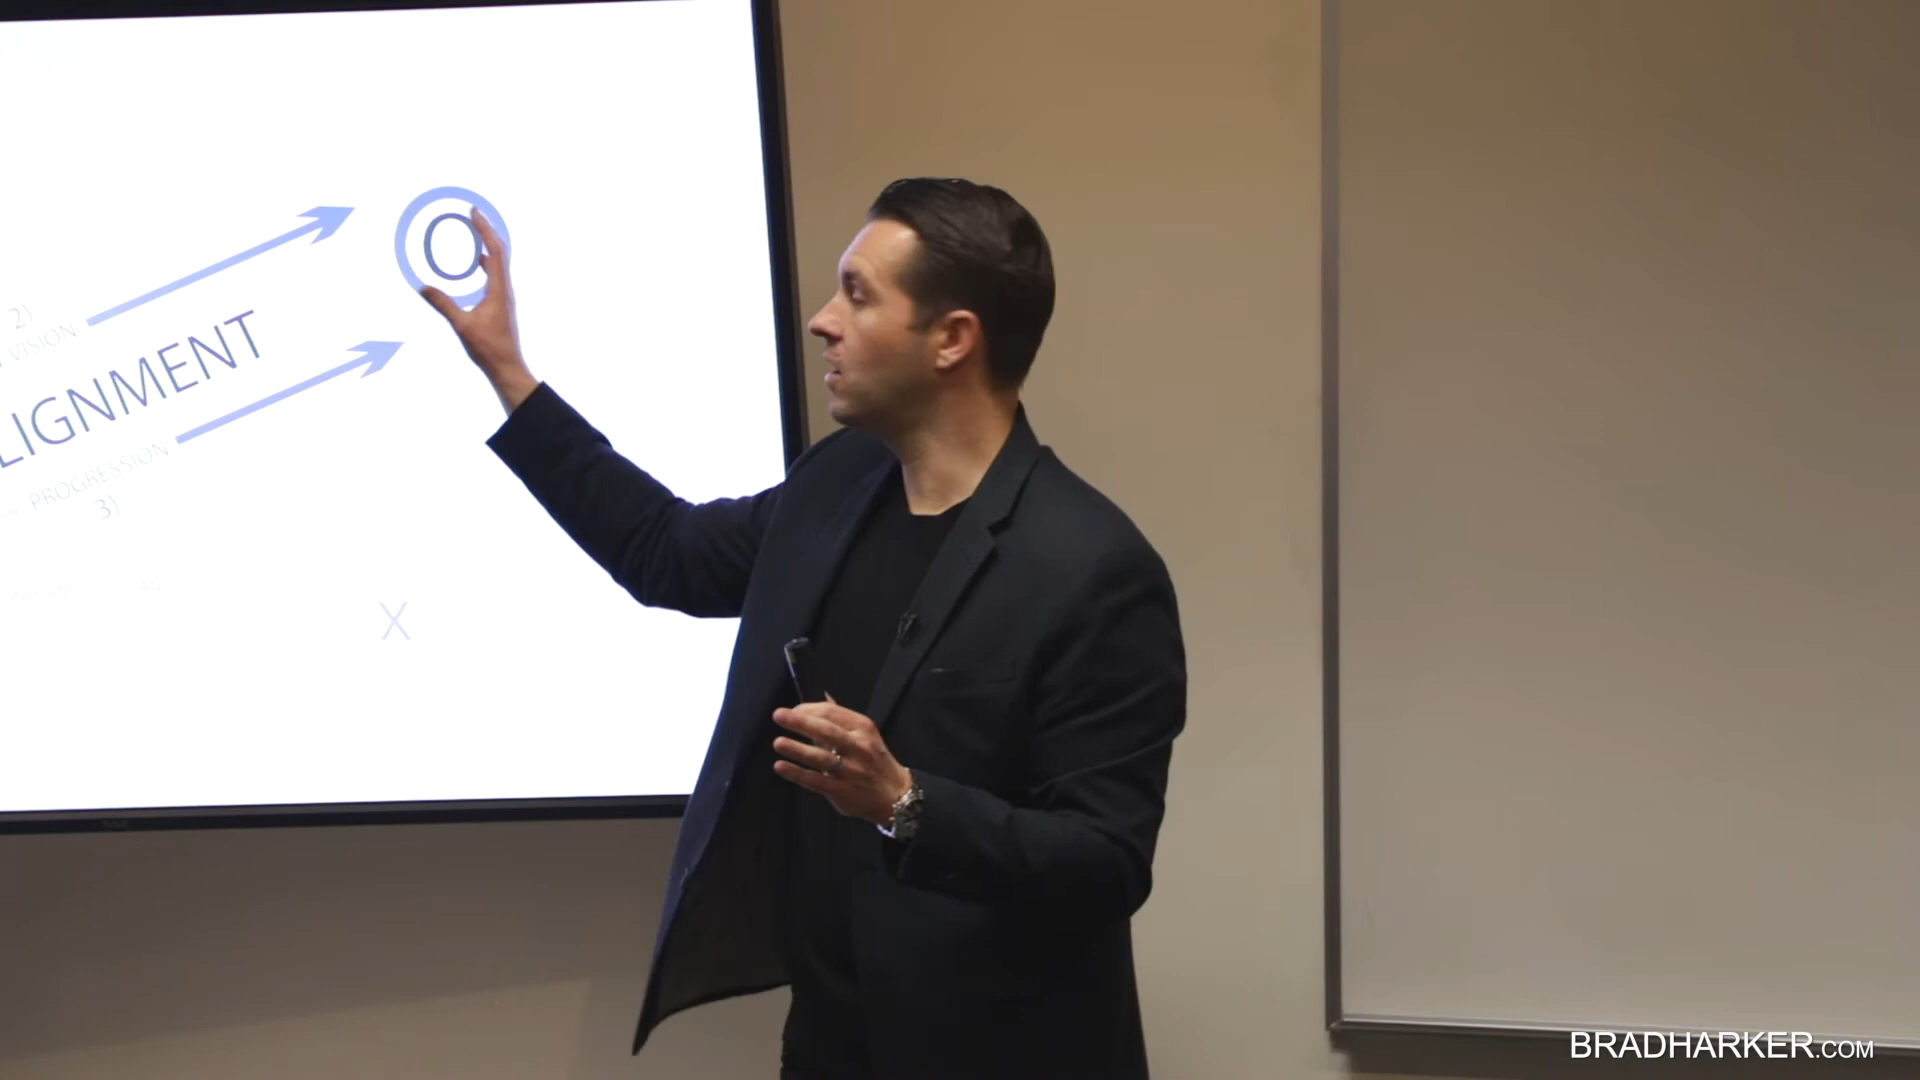 O
2)
VISION
LIGNMENT
PROGRESSION
3)
X
BRADHARKER.COM